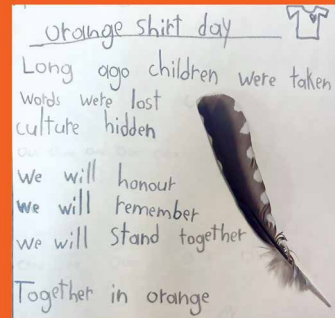 orange shirt day
Long ago children were taken
words were lost
culture hidden
we will honour
we will remember
we will stand together
Together in orange